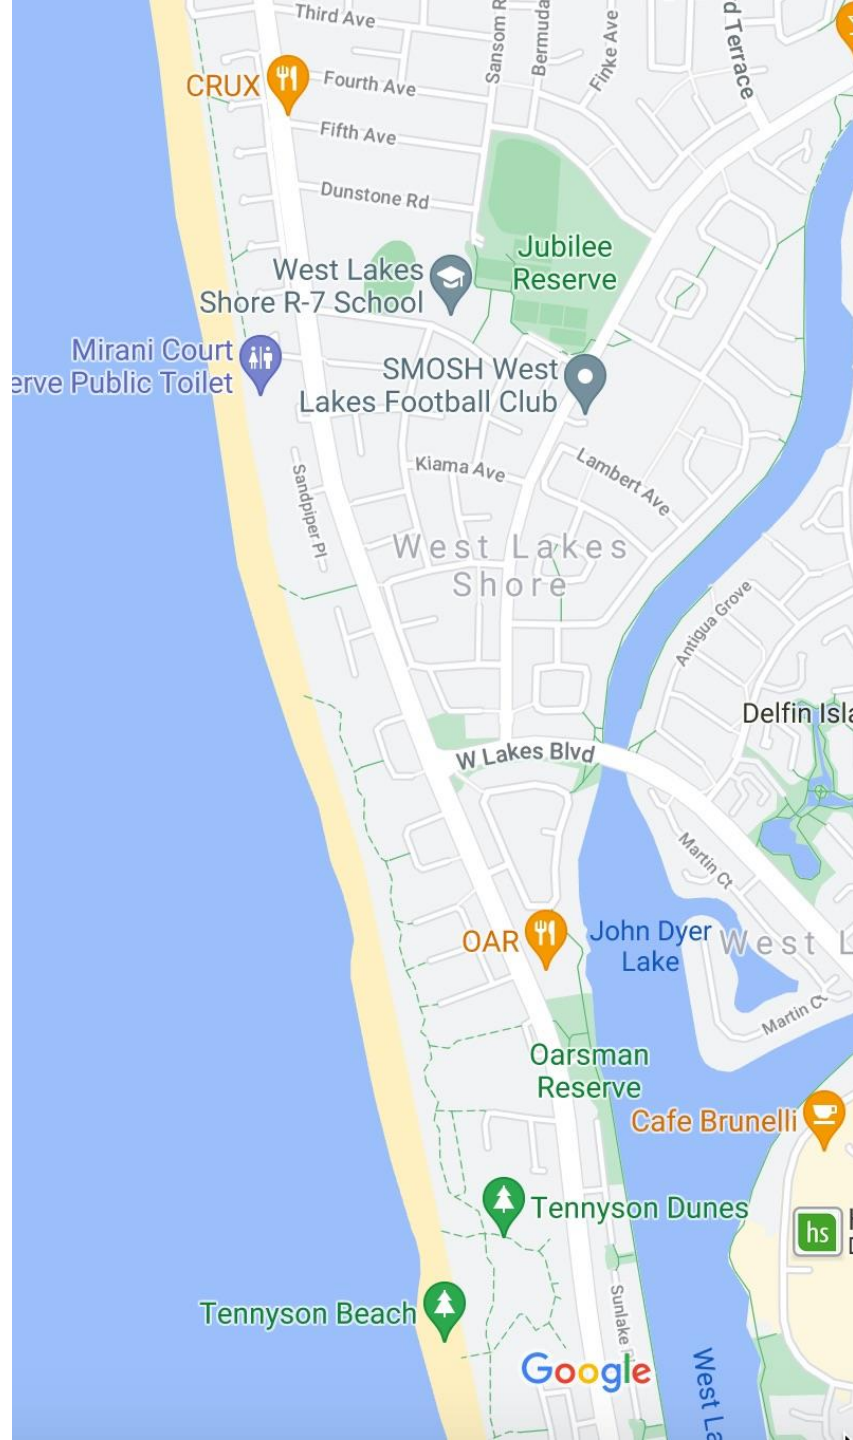 Third Ave
Sansom R
Bermuda
Finke Ave
d Terrace
CRUX
Fourth Ave
Fifth Ave
Dunstone Rd
Jubilee
Reserve
West Lakes
Shore R-7 School
Mirani Court
erve Public Toilet
SMOSH West
Lakes Football Club
Kiama Ave
Lambert Ave
Sandpiper Pl
West Lakes
Shore
Antigua Grove
Delfin Isla
W Lakes Blvd
Martin Ct
OAR
John Dyer
Lake
West L
Martin Ct
Oarsman
Reserve
Cafe Brunelli
Tennyson Dunes
hs
Tennyson Beach
Sunlake
Google
West La